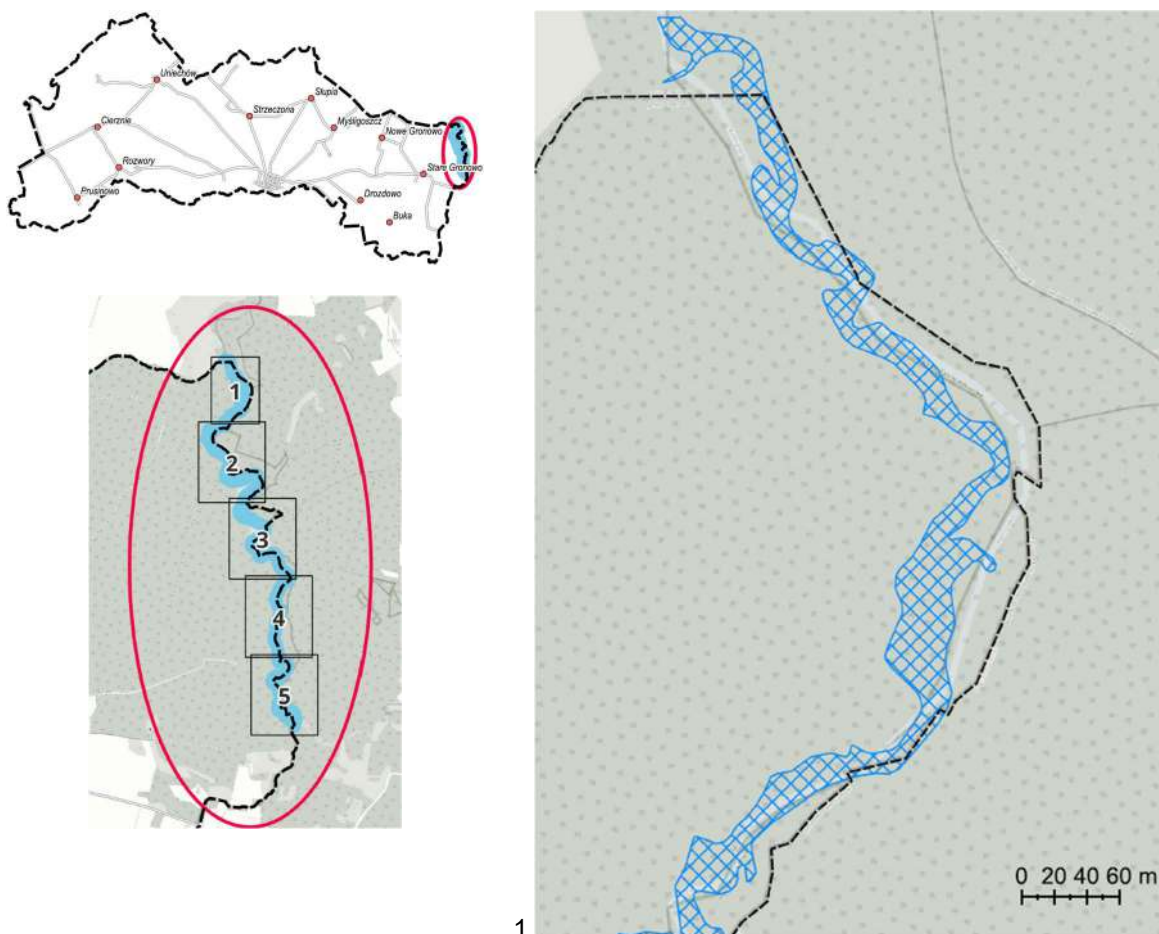 Uniechów
Słupia
Strzeczona
Myśligoszcz
Cierznie
Nowe Gronowo
Rozwory
Stare Gronowo
Prusinowo
Drozdowo
Buka
1
2
3
4
5
0 20 40 60 m
1